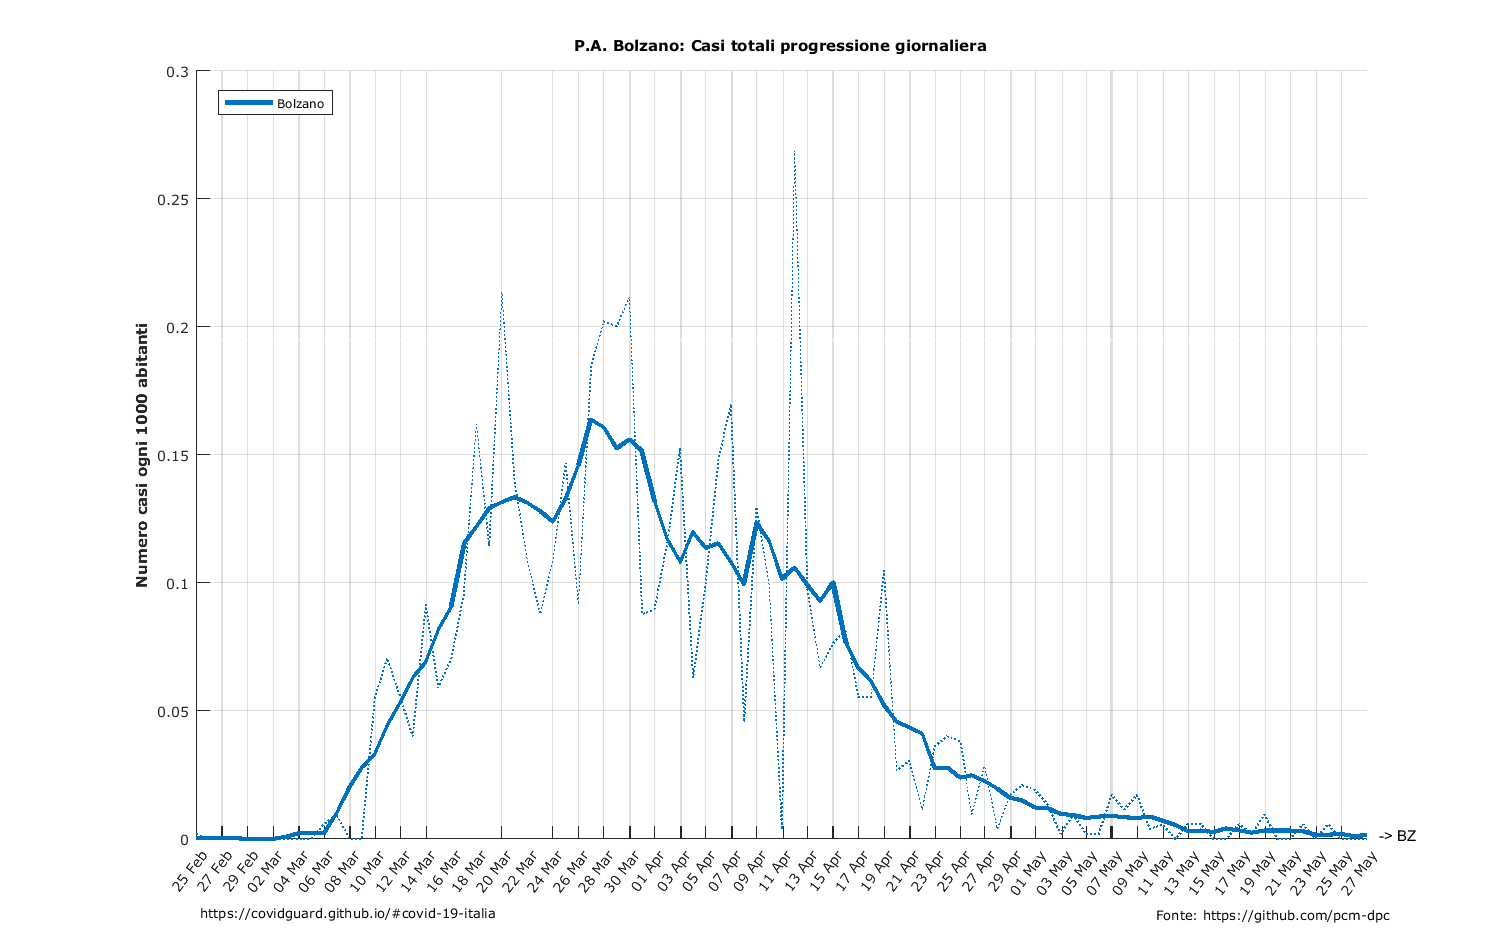 P.A. Bolzano: Casi totali progressione giornaliera
Bolzano
Numero casi ogni 1000 abitanti
0.3
0.25
0.2
0.15
0.1
0.05
0
25 Feb
27 Feb
29 Feb
02 Mar
04 Mar
06 Mar
08 Mar
10 Mar
12 Mar
14 Mar
16 Mar
18 Mar
20 Mar
22 Mar
24 Mar
26 Mar
28 Mar
30 Mar
01 Apr
03 Apr
05 Apr
07 Apr
09 Apr
11 Apr
13 Apr
15 Apr
17 Apr
19 Apr
21 Apr
23 Apr
25 Apr
27 Apr
29 Apr
01 May
03 May
05 May
07 May
09 May
11 May
13 May
15 May
17 May
19 May
21 May
23 May
25 May
27 May
-> BZ
https://covidguard.github.io/#covid-19-italia
Fonte: https://github.com/pcm-dpc